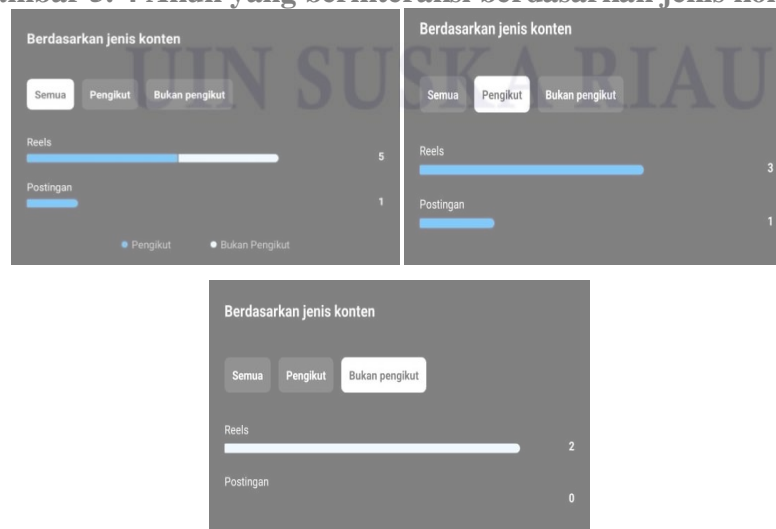 Berdasarkan jenis konten
Semua Pengikut Bukan pengikut
Reels
5
Postingan
1
Pengikut Bukan Pengikut
Berdasarkan jenis konten
Semua Pengikut Bukan pengikut
Reels
3
Postingan
1
UIN SUSKA RIAU
Berdasarkan jenis konten
Semua Pengikut Bukan pengikut
Reels
2
Postingan
0